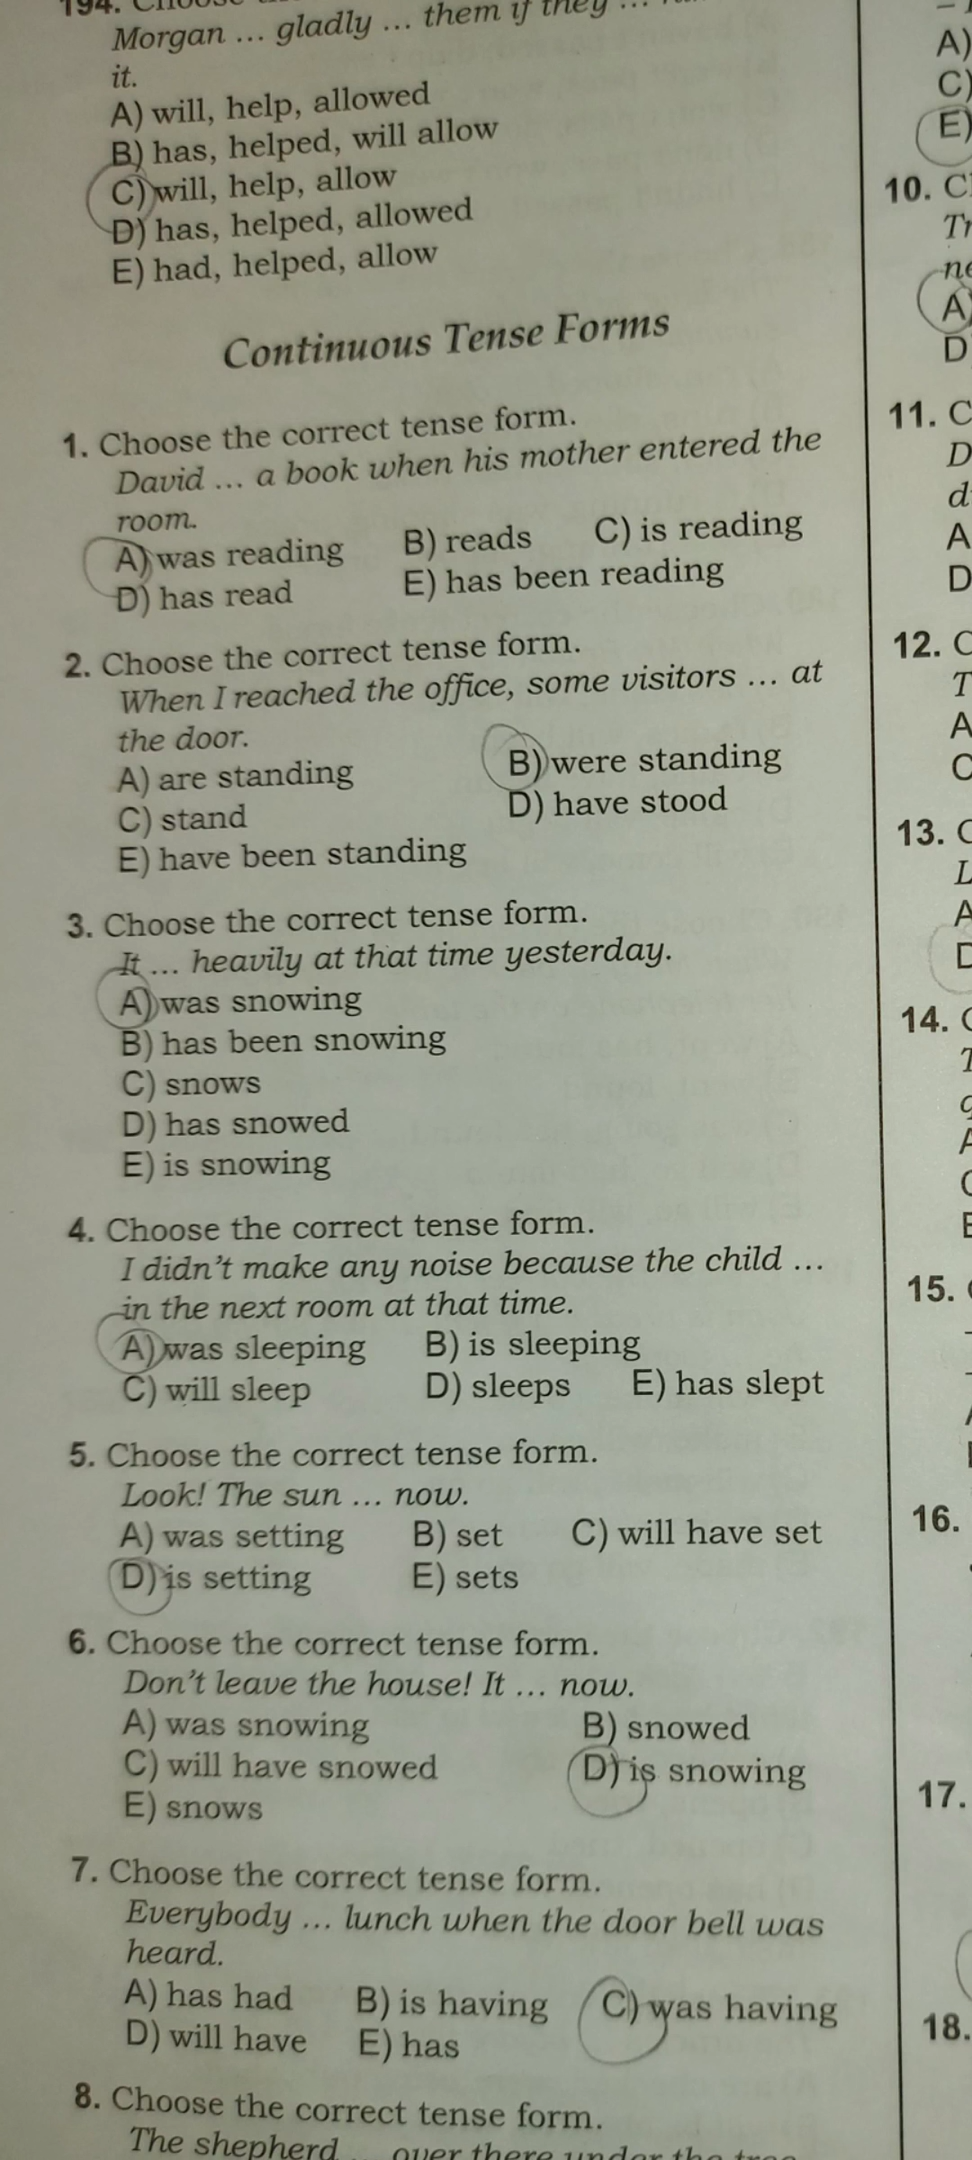 194. Choose
Morgan ... gladly ... them if they ...
it.
A) will, help, allowed
B) has, helped, will allow
C) will, help, allow
D) has, helped, allowed
E) had, helped, allow
Continuous Tense Forms
1. Choose the correct tense form.
David ... a book when his mother entered the
room.
A) was reading B) reads C) is reading
D) has read E) has been reading
2. Choose the correct tense form.
When I reached the office, some visitors ... at
the door.
A) are standing B) were standing
C) stand D) have stood
E) have been standing
3. Choose the correct tense form.
It ... heavily at that time yesterday.
A) was snowing
B) has been snowing
C) snows
D) has snowed
E) is snowing
4. Choose the correct tense form.
I didn't make any noise because the child ...
in the next room at that time.
A) was sleeping B) is sleeping
C) will sleep D) sleeps E) has slept
5. Choose the correct tense form.
Look! The sun ... now.
A) was setting B) set C) will have set
D) is setting E) sets
6. Choose the correct tense form.
Don't leave the house! It ... now.
A) was snowing B) snowed
C) will have snowed D) is snowing
E) snows
7. Choose the correct tense form.
Everybody ... lunch when the door bell was
heard.
A) has had B) is having C) was having
D) will have E) has
8. Choose the correct tense form.
The shepherd ... over there under the tree
A)
C)
E)
10.
A)
D
11.
D
d
A
D
12.
T
A
C
13.
L
A
D
14.
T
A
C
E
15.
16.
17.
18.